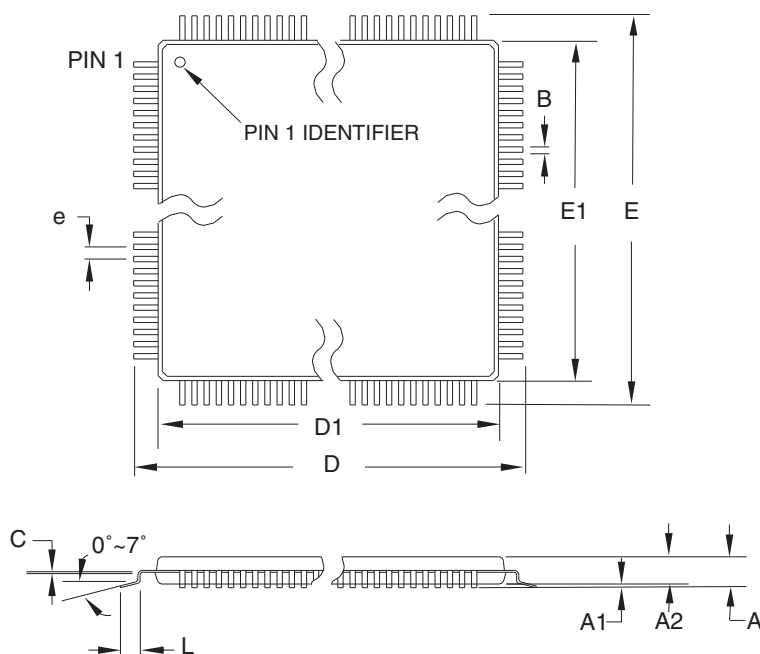 PIN 1
PIN 1 IDENTIFIER
B
e
E1
E
D1
D
C
0°~7°
L
A1
A2
A